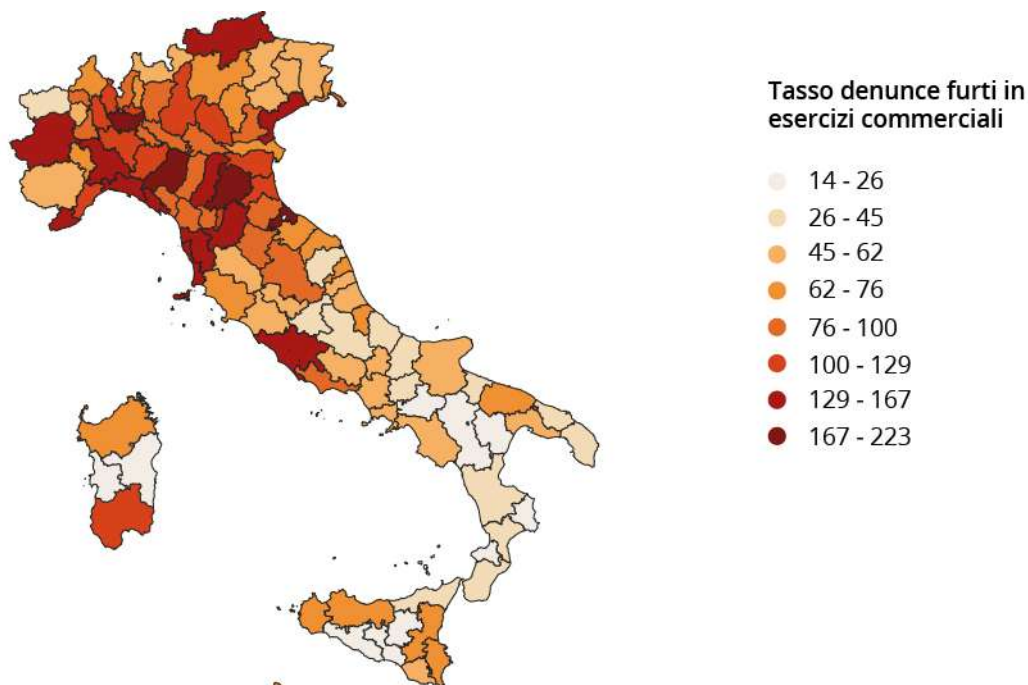 Tasso denunce furti in
esercizi commerciali
14 - 26
26 - 45
45 - 62
62 - 76
76 - 100
100 - 129
129 - 167
167 - 223